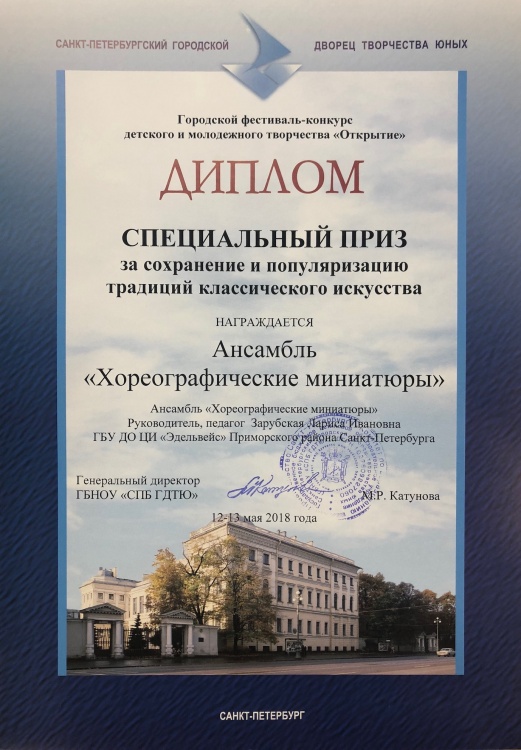 САНКТ-ПЕТЕРБУРГСКИЙ ГОРОДСКОЙ ДВОРЕЦ ТВОРЧЕСТВА ЮНЫХ
Городской фестиваль-конкурс
детского и молодежного творчества «Открытие»
ДИПЛОМ
СПЕЦИАЛЬНЫЙ ПРИЗ
за сохранение и популяризацию
традиций классического искусства
НАГРАЖДАЕТСЯ
Ансамбль
«Хореографические миниатюры»
Ансамбль «Хореографические миниатюры»
Руководитель, педагог Зарубская Лариса Ивановна
ГБУ ДО ЦИ «Эдельвейс» Приморского района Санкт-Петербурга
Генеральный директор
ГБНОУ «СПБ ГДТЮ» М.Р. Катунова
12-13 мая 2018 года
САНКТ-ПЕТЕРБУРГ